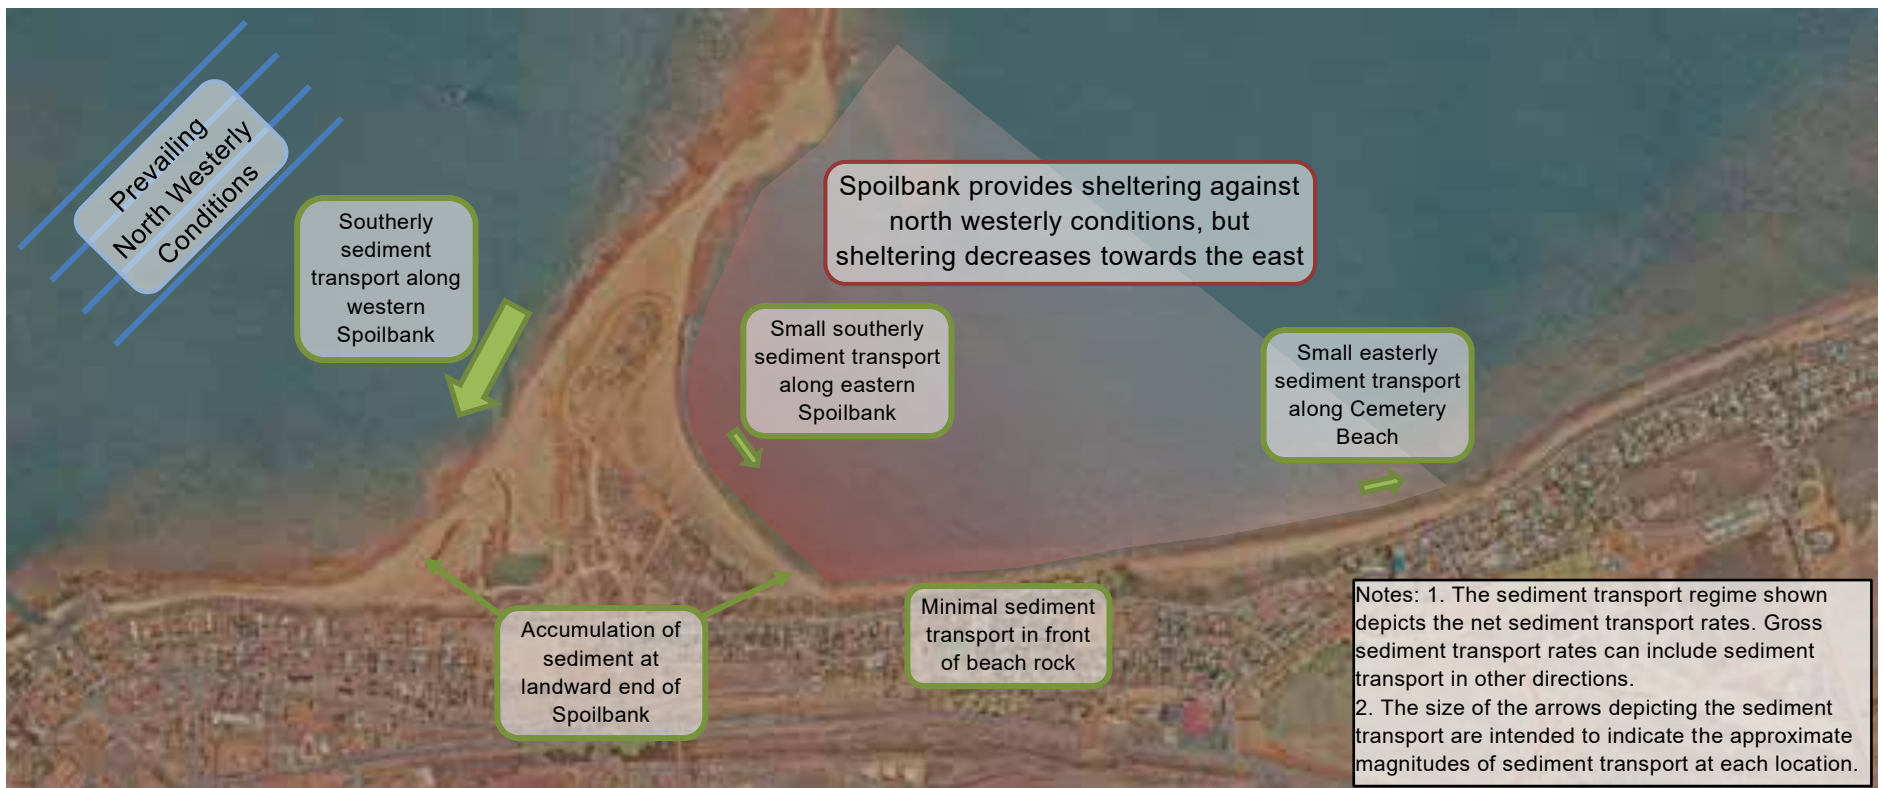 Prevailing
North Westerly
Conditions
Southerly
sediment
transport along
western
Spoilbank
Spoilbank provides sheltering against
north westerly conditions, but
sheltering decreases towards the east
Small southerly
sediment transport
along eastern
Spoilbank
Small easterly
sediment transport
along Cemetery
Beach
Accumulation of
sediment at
landward end of
Spoilbank
Minimal sediment
transport in front
of beach rock
Notes: 1. The sediment transport regime shown
depicts the net sediment transport rates. Gross
sediment transport rates can include sediment
transport in other directions.
2. The size of the arrows depicting the sediment
transport are intended to indicate the approximate
magnitudes of sediment transport at each location.